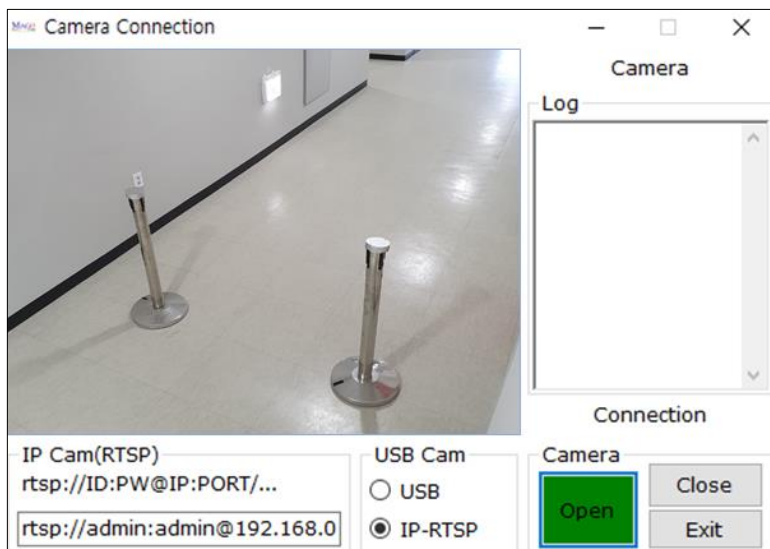 Camera Connection
Camera
Log
Connection
IP Cam(RTSP)
rtsp://ID:PW@IP:PORT/...
rtsp://admin:admin@192.168.0
USB Cam
USB
IP-RTSP
Camera
Open
Close
Exit